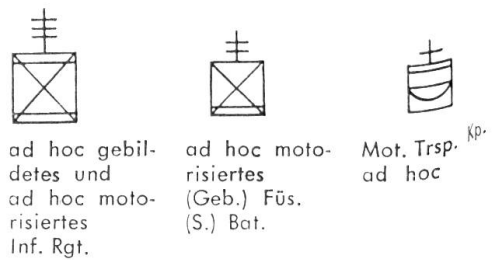 ad hoc gebil-
detes und
ad hoc moto-
risiertes
Inf. Rgt.
ad hoc moto-
risiertes
(Geb.) Füs.
(S.) Bat.
Mot. Trsp. Kp.
ad hoc